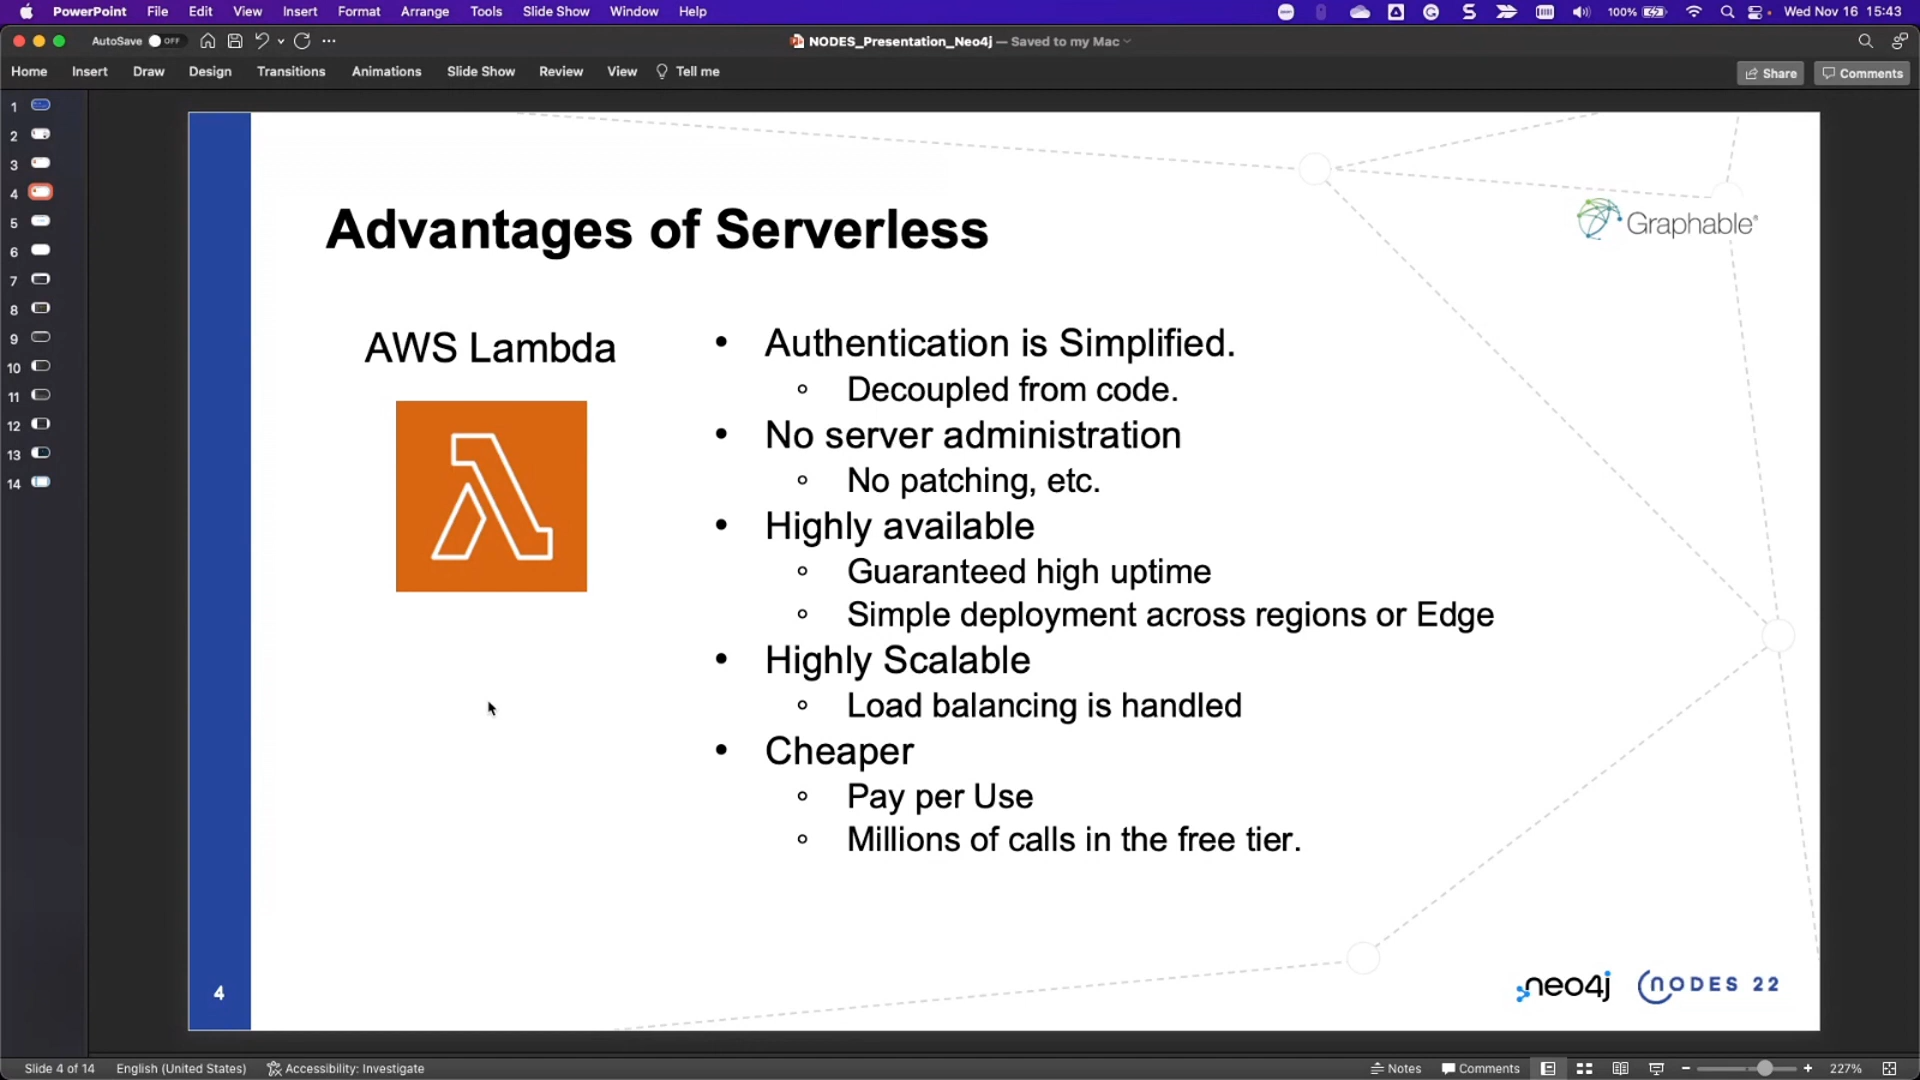 PowerPoint File Edit View Insert Format Arrange Tools Slide Show Window Help 100% Wed Nov 16 15:43
AutoSave OFF NODES_Presentation_Neo4j — Saved to my Mac
Home Insert Draw Design Transitions Animations Slide Show Review View Tell me Share Comments
1
2
3
4
5
6
7
8
9
10
11
12
13
14
Advantages of Serverless
Graphable®
AWS Lambda
• Authentication is Simplified.
◦ Decoupled from code.
• No server administration
◦ No patching, etc.
• Highly available
◦ Guaranteed high uptime
◦ Simple deployment across regions or Edge
• Highly Scalable
◦ Load balancing is handled
• Cheaper
◦ Pay per Use
◦ Millions of calls in the free tier.
4
neo4j NODES 22
Slide 4 of 14 English (United States) Accessibility: Investigate Notes Comments 227%